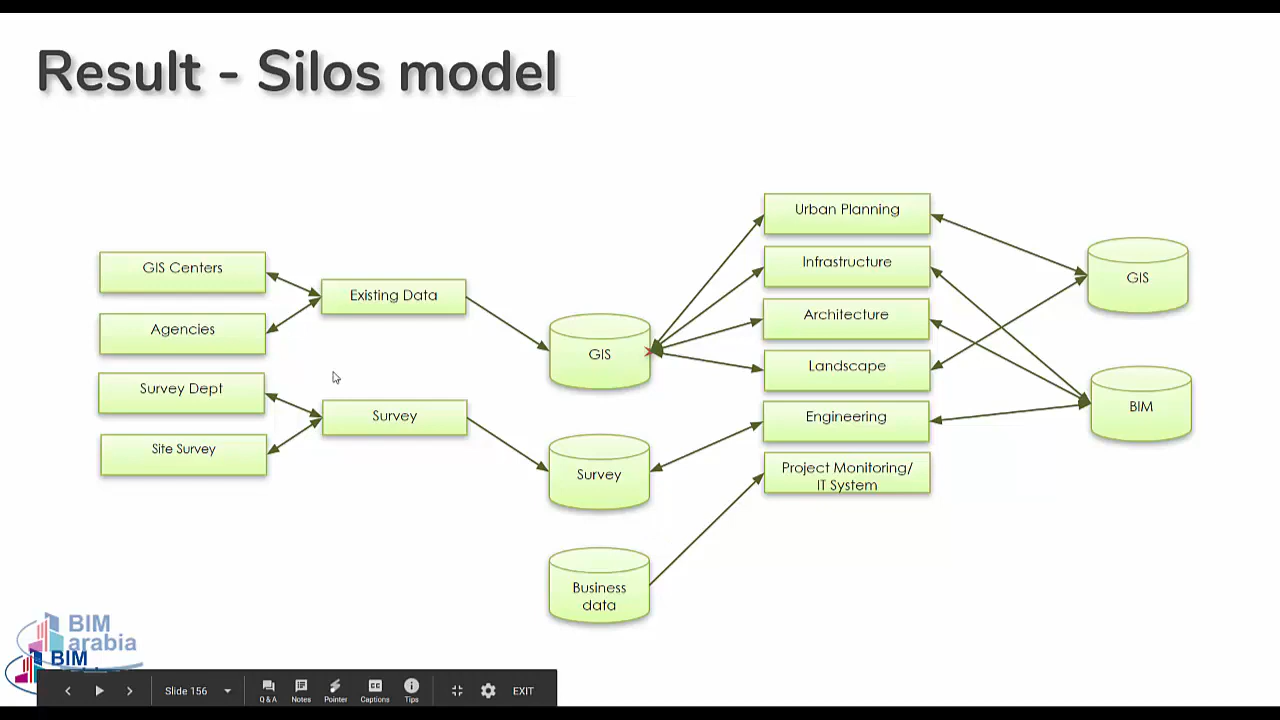 Result - Silos model
GIS Centers
Agencies
Survey Dept
Site Survey
Existing Data
Survey
GIS
Survey
Business
data
Urban Planning
Infrastructure
Architecture
Landscape
Engineering
Project Monitoring/
IT System
GIS
BIM
BIM
arabia
BIM
Slide 156
Q & A
Notes
Pointer
Captions
Tips
EXIT